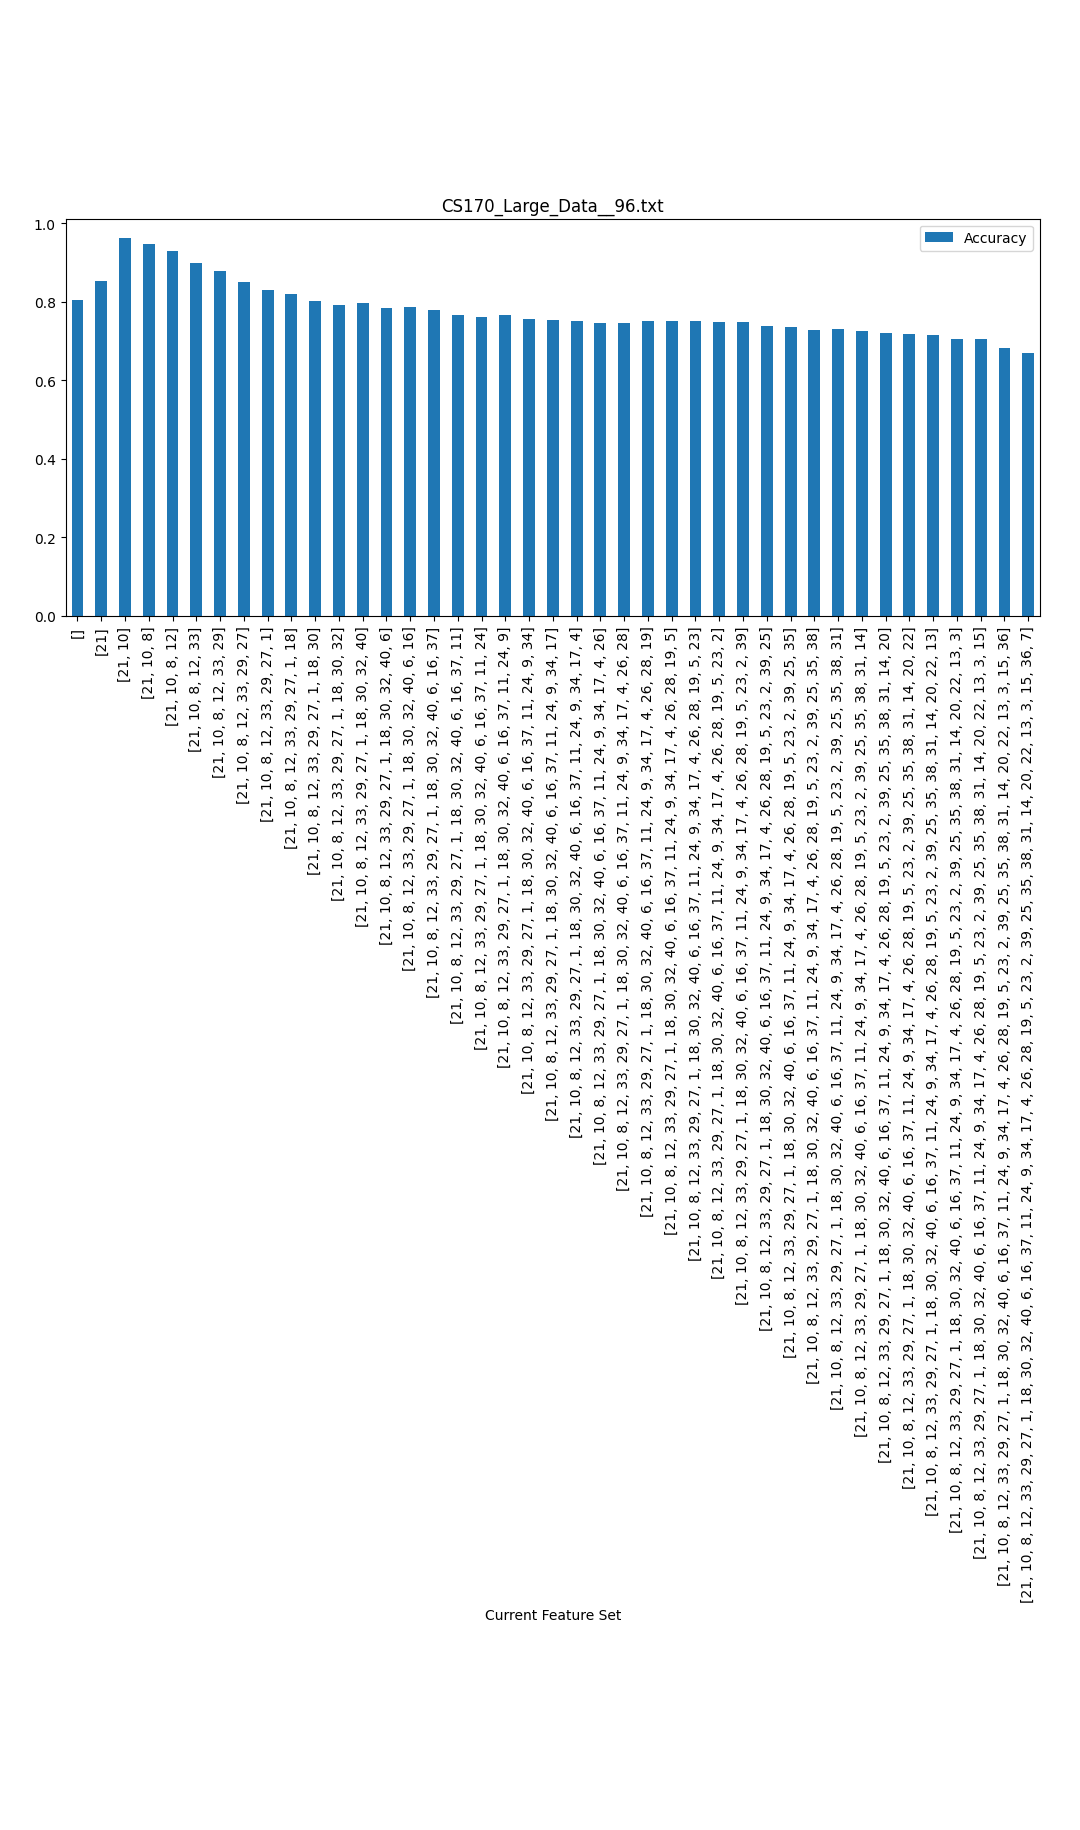 CS170_Large_Data__96.txt
Accuracy
1.0
0.8
0.6
0.4
0.2
0.0
[]
[21]
[21, 10]
[21, 10, 8]
[21, 10, 8, 12]
[21, 10, 8, 12, 33]
[21, 10, 8, 12, 33, 29]
[21, 10, 8, 12, 33, 29, 27]
[21, 10, 8, 12, 33, 29, 27, 1]
[21, 10, 8, 12, 33, 29, 27, 1, 18]
[21, 10, 8, 12, 33, 29, 27, 1, 18, 30]
[21, 10, 8, 12, 33, 29, 27, 1, 18, 30, 32]
[21, 10, 8, 12, 33, 29, 27, 1, 18, 30, 32, 40]
[21, 10, 8, 12, 33, 29, 27, 1, 18, 30, 32, 40, 6]
[21, 10, 8, 12, 33, 29, 27, 1, 18, 30, 32, 40, 6, 16]
[21, 10, 8, 12, 33, 29, 27, 1, 18, 30, 32, 40, 6, 16, 37]
[21, 10, 8, 12, 33, 29, 27, 1, 18, 30, 32, 40, 6, 16, 37, 11]
[21, 10, 8, 12, 33, 29, 27, 1, 18, 30, 32, 40, 6, 16, 37, 11, 24]
[21, 10, 8, 12, 33, 29, 27, 1, 18, 30, 32, 40, 6, 16, 37, 11, 24, 9]
[21, 10, 8, 12, 33, 29, 27, 1, 18, 30, 32, 40, 6, 16, 37, 11, 24, 9, 34]
[21, 10, 8, 12, 33, 29, 27, 1, 18, 30, 32, 40, 6, 16, 37, 11, 24, 9, 34, 17]
[21, 10, 8, 12, 33, 29, 27, 1, 18, 30, 32, 40, 6, 16, 37, 11, 24, 9, 34, 17, 4]
[21, 10, 8, 12, 33, 29, 27, 1, 18, 30, 32, 40, 6, 16, 37, 11, 24, 9, 34, 17, 4, 26]
[21, 10, 8, 12, 33, 29, 27, 1, 18, 30, 32, 40, 6, 16, 37, 11, 24, 9, 34, 17, 4, 26, 28]
[21, 10, 8, 12, 33, 29, 27, 1, 18, 30, 32, 40, 6, 16, 37, 11, 24, 9, 34, 17, 4, 26, 28, 19]
[21, 10, 8, 12, 33, 29, 27, 1, 18, 30, 32, 40, 6, 16, 37, 11, 24, 9, 34, 17, 4, 26, 28, 19, 5]
[21, 10, 8, 12, 33, 29, 27, 1, 18, 30, 32, 40, 6, 16, 37, 11, 24, 9, 34, 17, 4, 26, 28, 19, 5, 23]
[21, 10, 8, 12, 33, 29, 27, 1, 18, 30, 32, 40, 6, 16, 37, 11, 24, 9, 34, 17, 4, 26, 28, 19, 5, 23, 2]
[21, 10, 8, 12, 33, 29, 27, 1, 18, 30, 32, 40, 6, 16, 37, 11, 24, 9, 34, 17, 4, 26, 28, 19, 5, 23, 2, 39]
[21, 10, 8, 12, 33, 29, 27, 1, 18, 30, 32, 40, 6, 16, 37, 11, 24, 9, 34, 17, 4, 26, 28, 19, 5, 23, 2, 39, 25]
[21, 10, 8, 12, 33, 29, 27, 1, 18, 30, 32, 40, 6, 16, 37, 11, 24, 9, 34, 17, 4, 26, 28, 19, 5, 23, 2, 39, 25, 35]
[21, 10, 8, 12, 33, 29, 27, 1, 18, 30, 32, 40, 6, 16, 37, 11, 24, 9, 34, 17, 4, 26, 28, 19, 5, 23, 2, 39, 25, 35, 38]
[21, 10, 8, 12, 33, 29, 27, 1, 18, 30, 32, 40, 6, 16, 37, 11, 24, 9, 34, 17, 4, 26, 28, 19, 5, 23, 2, 39, 25, 35, 38, 31]
[21, 10, 8, 12, 33, 29, 27, 1, 18, 30, 32, 40, 6, 16, 37, 11, 24, 9, 34, 17, 4, 26, 28, 19, 5, 23, 2, 39, 25, 35, 38, 31, 14]
[21, 10, 8, 12, 33, 29, 27, 1, 18, 30, 32, 40, 6, 16, 37, 11, 24, 9, 34, 17, 4, 26, 28, 19, 5, 23, 2, 39, 25, 35, 38, 31, 14, 20]
[21, 10, 8, 12, 33, 29, 27, 1, 18, 30, 32, 40, 6, 16, 37, 11, 24, 9, 34, 17, 4, 26, 28, 19, 5, 23, 2, 39, 25, 35, 38, 31, 14, 20, 22]
[21, 10, 8, 12, 33, 29, 27, 1, 18, 30, 32, 40, 6, 16, 37, 11, 24, 9, 34, 17, 4, 26, 28, 19, 5, 23, 2, 39, 25, 35, 38, 31, 14, 20, 22, 13]
[21, 10, 8, 12, 33, 29, 27, 1, 18, 30, 32, 40, 6, 16, 37, 11, 24, 9, 34, 17, 4, 26, 28, 19, 5, 23, 2, 39, 25, 35, 38, 31, 14, 20, 22, 13, 3]
[21, 10, 8, 12, 33, 29, 27, 1, 18, 30, 32, 40, 6, 16, 37, 11, 24, 9, 34, 17, 4, 26, 28, 19, 5, 23, 2, 39, 25, 35, 38, 31, 14, 20, 22, 13, 3, 15]
[21, 10, 8, 12, 33, 29, 27, 1, 18, 30, 32, 40, 6, 16, 37, 11, 24, 9, 34, 17, 4, 26, 28, 19, 5, 23, 2, 39, 25, 35, 38, 31, 14, 20, 22, 13, 3, 15, 36]
[21, 10, 8, 12, 33, 29, 27, 1, 18, 30, 32, 40, 6, 16, 37, 11, 24, 9, 34, 17, 4, 26, 28, 19, 5, 23, 2, 39, 25, 35, 38, 31, 14, 20, 22, 13, 3, 15, 36, 7]
Current Feature Set